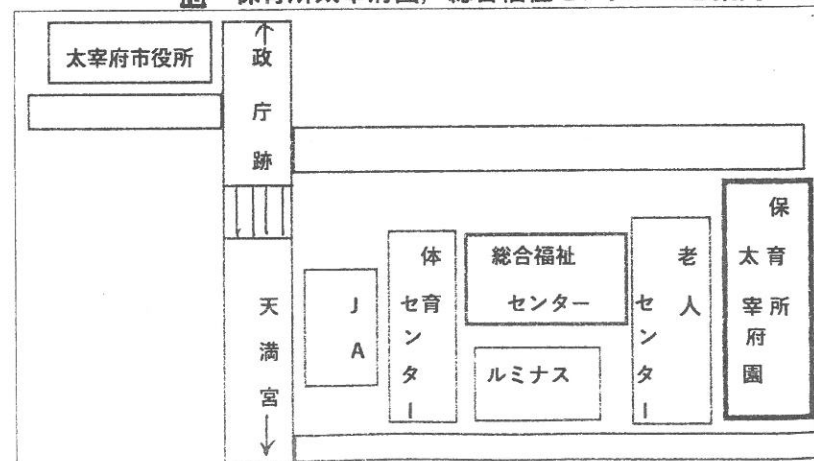 太宰府市役所
↑
政庁跡
天満宮
↓
JA
体育
センター
総合福祉
センター
ルミナス
老人
センター
保育所
太宰府園